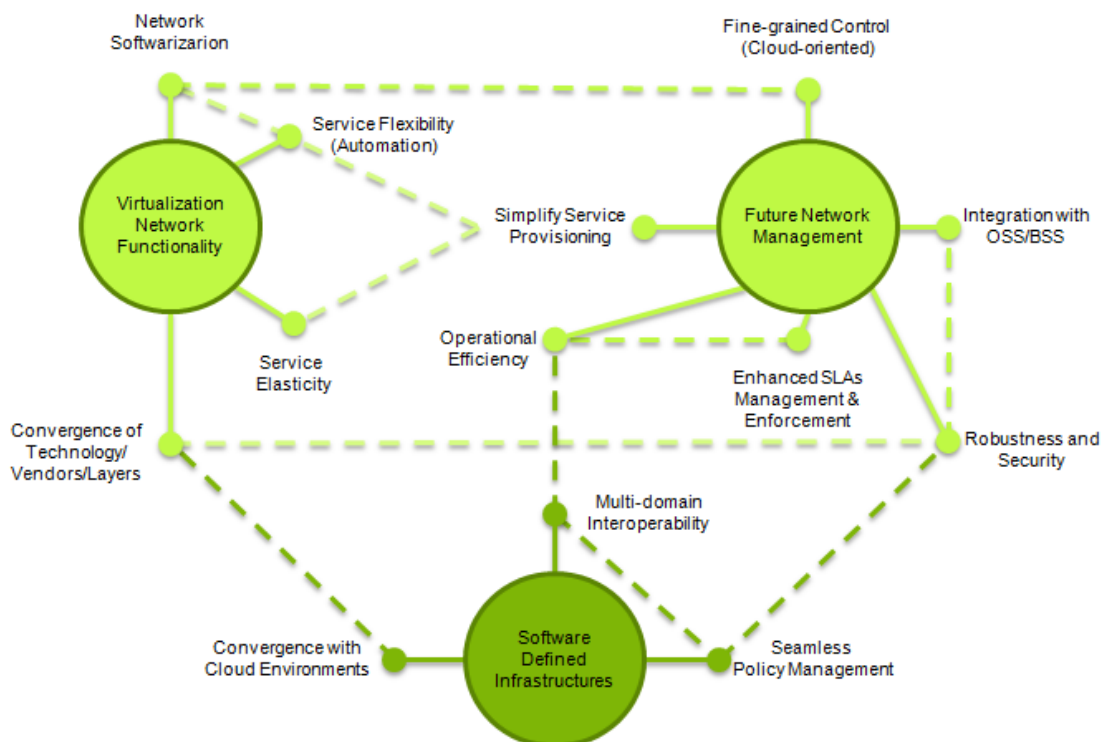 Network
Softwarizarion
Fine-grained Control
(Cloud-oriented)
Service Flexibility
(Automation)
Virtualization
Network
Functionality
Simplify Service
Provisioning
Future Network
Management
Integration with
OSS/BSS
Service
Elasticity
Operational
Efficiency
Enhanced SLAs
Management &
Enforcement
Convergence of
Technology/
Vendors/Layers
Robustness and
Security
Multi-domain
Interoperability
Convergence with
Cloud Environments
Software
Defined
Infrastructures
Seamless
Policy Management